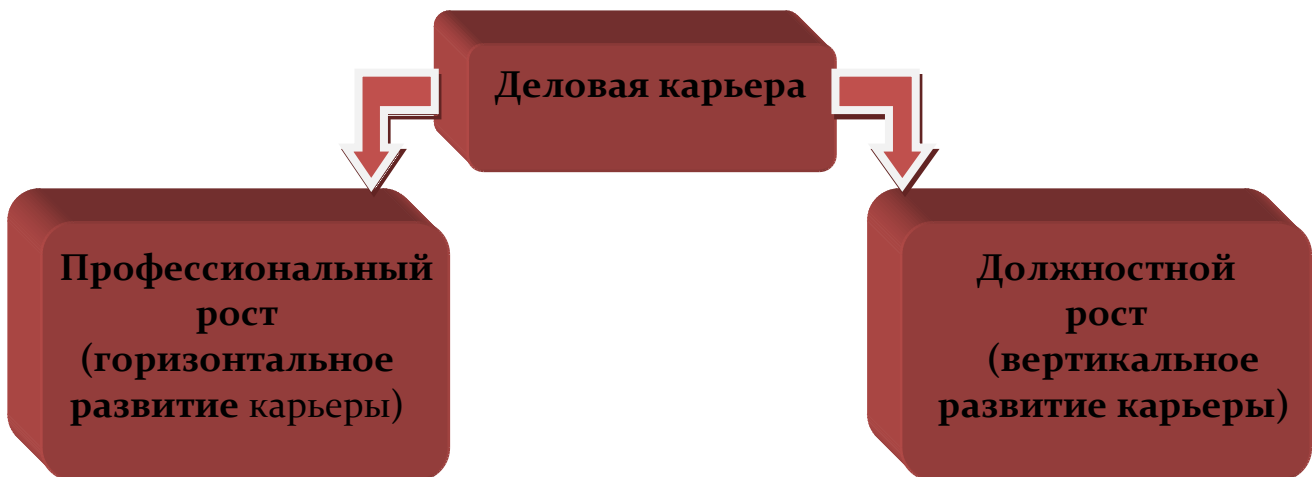 Деловая карьера
Профессиональный
рост
(горизонтальное
развитие карьеры)
Должностной
рост
(вертикальное
развитие карьеры)